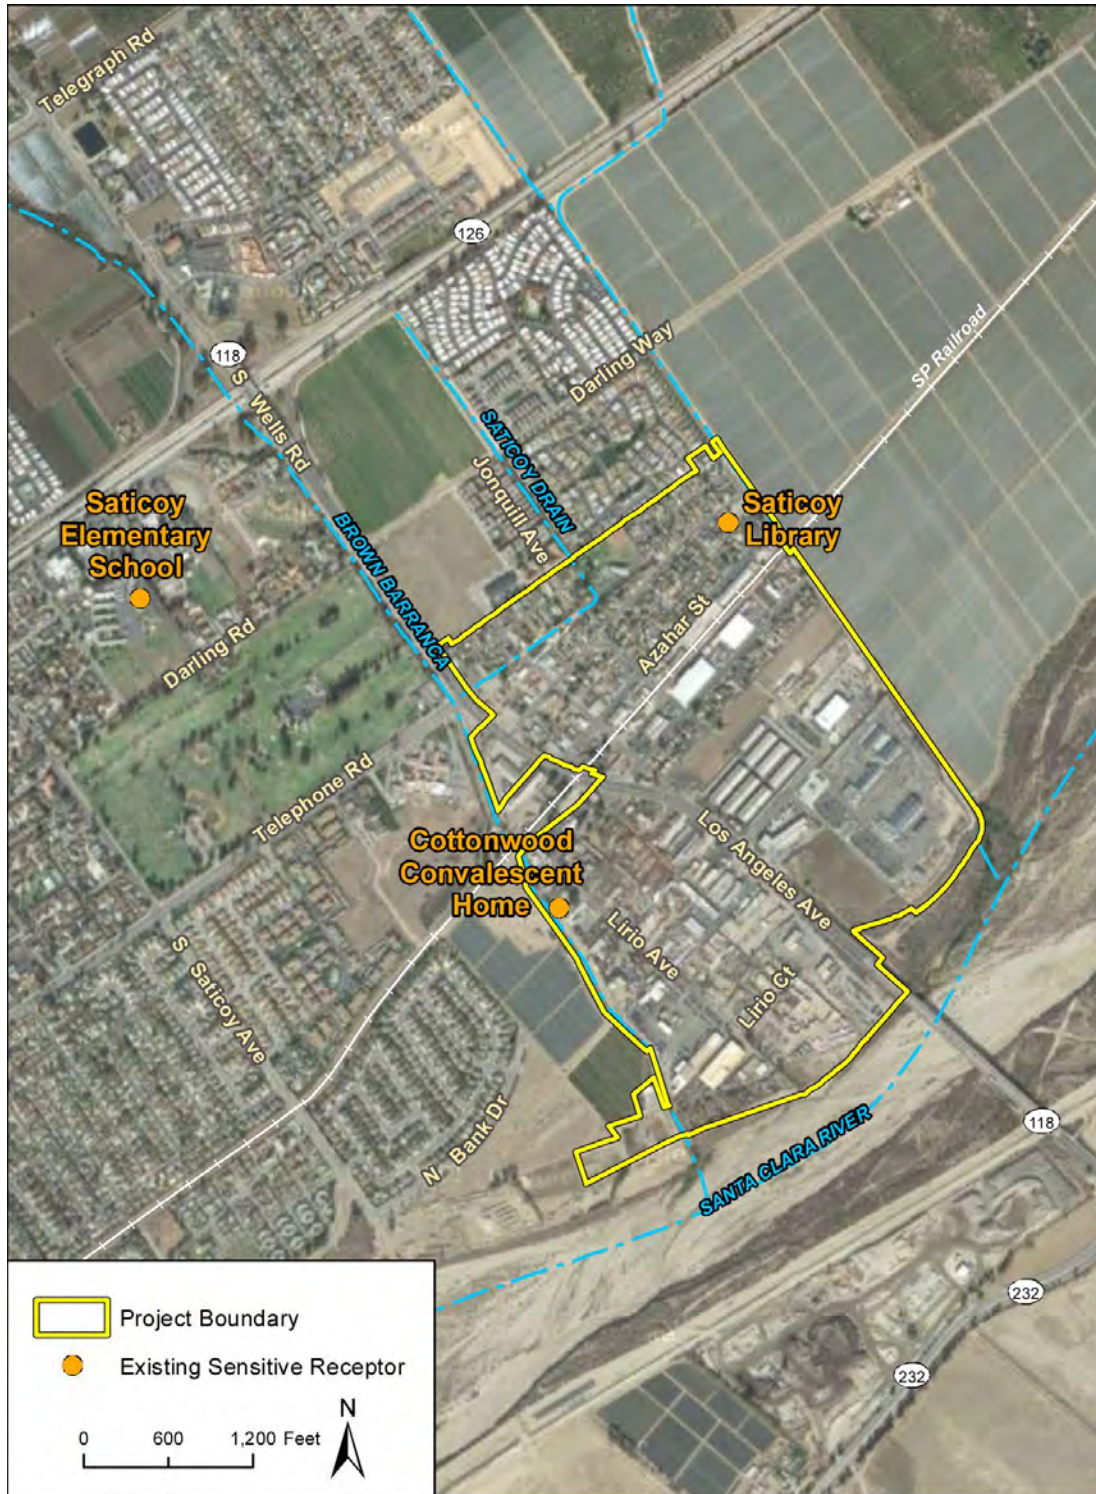 Telegraph Rd
126
118
S Wells Rd
Darling Way
SP Railroad
SATICOY DRAIN
Jonquill Ave
Saticoy
Elementary
School
Saticoy
Library
BROWN BARRANCA
Darling Rd
Azahar St
Telephone Rd
Cottonwood
Convalescent
Home
Los Angeles Ave
Lirio Ave
Lirio Ct
S Saticoy Ave
N Bank Dr
118
SANTA CLARA RIVER
232
232
Project Boundary
Existing Sensitive Receptor
N
0 600 1,200 Feet